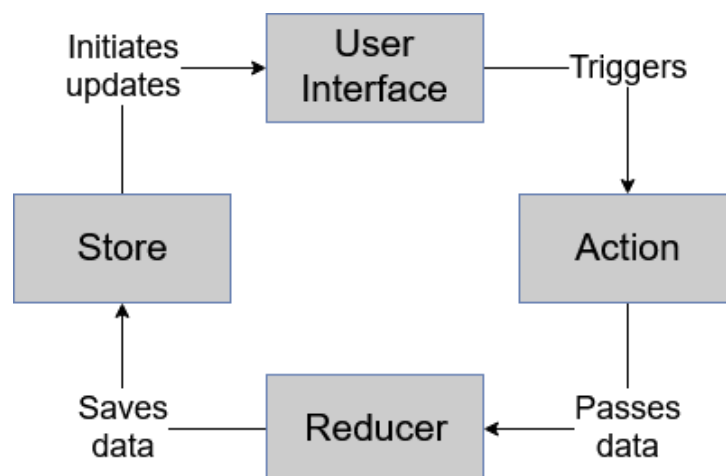 Initiates
updates
User
Interface
Triggers
Store
Action
Saves
data
Reducer
Passes
data